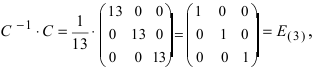 C ⁻¹ · C = 1/13 · (13 0 0; 0 13 0; 0 0 13) = (1 0 0; 0 1 0; 0 0 1) = E₍₃₎,